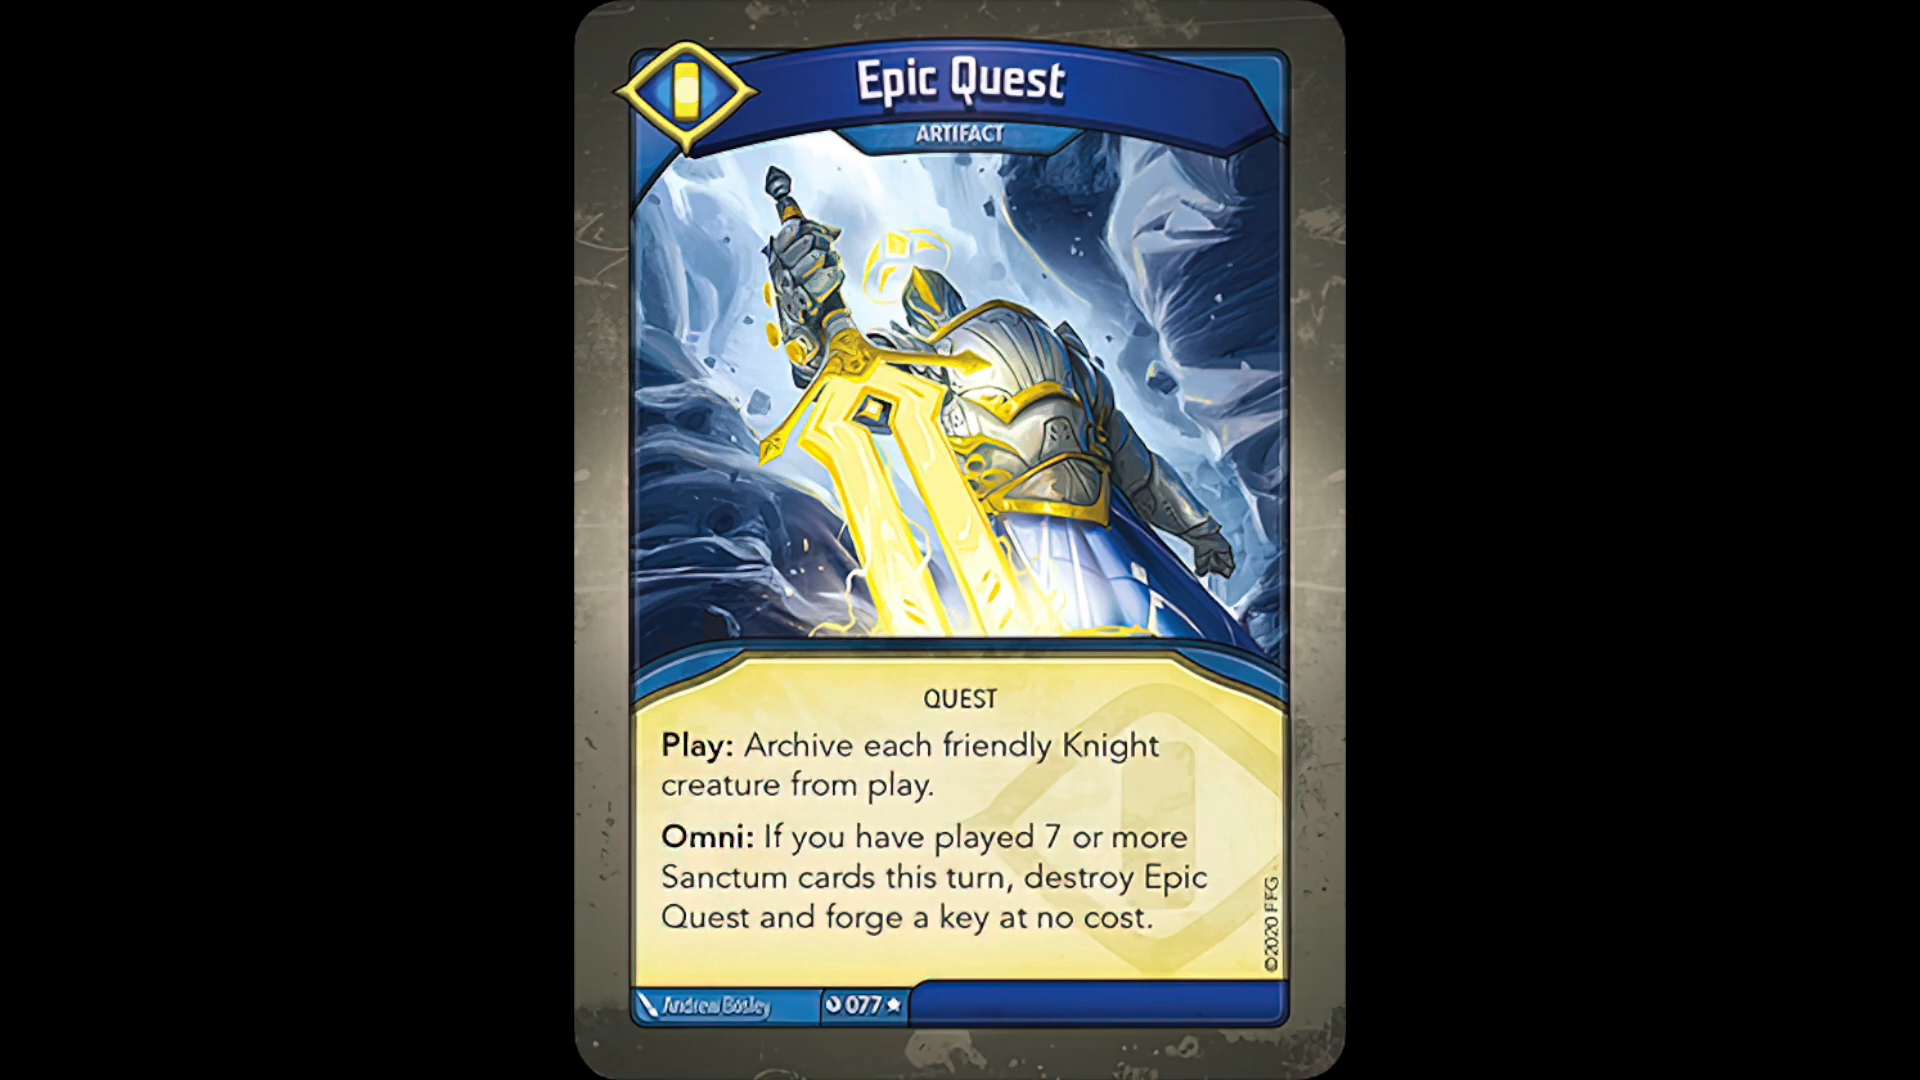 Epic Quest
ARTIFACT
QUEST
Play: Archive each friendly Knight
creature from play.
Omni: If you have played 7 or more
Sanctum cards this turn, destroy Epic
Quest and forge a key at no cost.
©2020 FFG
Andrew Bosley
077